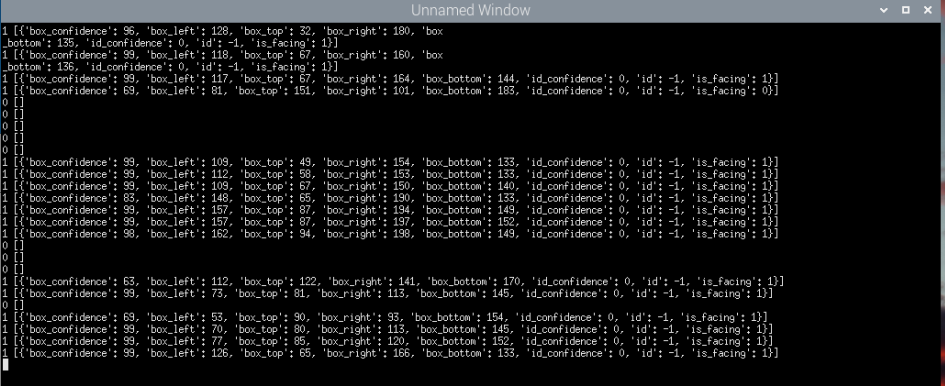 Unnamed Window
1 [{'box_confidence': 96, 'box_left': 128, 'box_top': 32, 'box_right': 180, 'box
_bottom': 135, 'id_confidence': 0, 'id': -1, 'is_facing': 1}]
1 [{'box_confidence': 99, 'box_left': 118, 'box_top': 67, 'box_right': 160, 'box
_bottom': 136, 'id_confidence': 0, 'id': -1, 'is_facing': 1}]
1 [{'box_confidence': 99, 'box_left': 117, 'box_top': 67, 'box_right': 164, 'box_bottom': 144, 'id_confidence': 0, 'id': -1, 'is_facing': 1}]
1 [{'box_confidence': 69, 'box_left': 81, 'box_top': 151, 'box_right': 101, 'box_bottom': 183, 'id_confidence': 0, 'id': -1, 'is_facing': 0}]
0 []
0 []
0 []
0 []
0 []
1 [{'box_confidence': 99, 'box_left': 109, 'box_top': 49, 'box_right': 154, 'box_bottom': 133, 'id_confidence': 0, 'id': -1, 'is_facing': 1}]
1 [{'box_confidence': 99, 'box_left': 112, 'box_top': 58, 'box_right': 153, 'box_bottom': 133, 'id_confidence': 0, 'id': -1, 'is_facing': 1}]
1 [{'box_confidence': 99, 'box_left': 109, 'box_top': 67, 'box_right': 150, 'box_bottom': 140, 'id_confidence': 0, 'id': -1, 'is_facing': 1}]
1 [{'box_confidence': 83, 'box_left': 148, 'box_top': 65, 'box_right': 190, 'box_bottom': 133, 'id_confidence': 0, 'id': -1, 'is_facing': 1}]
1 [{'box_confidence': 99, 'box_left': 157, 'box_top': 87, 'box_right': 194, 'box_bottom': 149, 'id_confidence': 0, 'id': -1, 'is_facing': 1}]
1 [{'box_confidence': 99, 'box_left': 157, 'box_top': 87, 'box_right': 197, 'box_bottom': 152, 'id_confidence': 0, 'id': -1, 'is_facing': 1}]
1 [{'box_confidence': 98, 'box_left': 162, 'box_top': 94, 'box_right': 198, 'box_bottom': 149, 'id_confidence': 0, 'id': -1, 'is_facing': 1}]
0 []
0 []
0 []
1 [{'box_confidence': 63, 'box_left': 112, 'box_top': 122, 'box_right': 141, 'box_bottom': 170, 'id_confidence': 0, 'id': -1, 'is_facing': 1}]
1 [{'box_confidence': 99, 'box_left': 73, 'box_top': 81, 'box_right': 113, 'box_bottom': 145, 'id_confidence': 0, 'id': -1, 'is_facing': 1}]
0 []
1 [{'box_confidence': 69, 'box_left': 53, 'box_top': 90, 'box_right': 93, 'box_bottom': 154, 'id_confidence': 0, 'id': -1, 'is_facing': 1}]
1 [{'box_confidence': 99, 'box_left': 70, 'box_top': 80, 'box_right': 113, 'box_bottom': 145, 'id_confidence': 0, 'id': -1, 'is_facing': 1}]
1 [{'box_confidence': 99, 'box_left': 77, 'box_top': 85, 'box_right': 120, 'box_bottom': 152, 'id_confidence': 0, 'id': -1, 'is_facing': 1}]
1 [{'box_confidence': 99, 'box_left': 126, 'box_top': 65, 'box_right': 166, 'box_bottom': 133, 'id_confidence': 0, 'id': -1, 'is_facing': 1}]